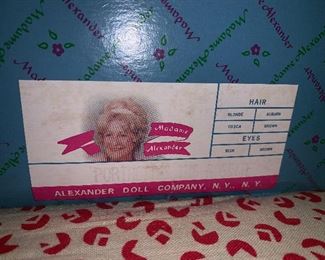 Madame Alexander
Madame
Alexander
HAIR
BLONDE AUBURN
TOSCA BROWN
EYES
BLUE BROWN
ALEXANDER DOLL COMPANY, N.Y., N.Y.